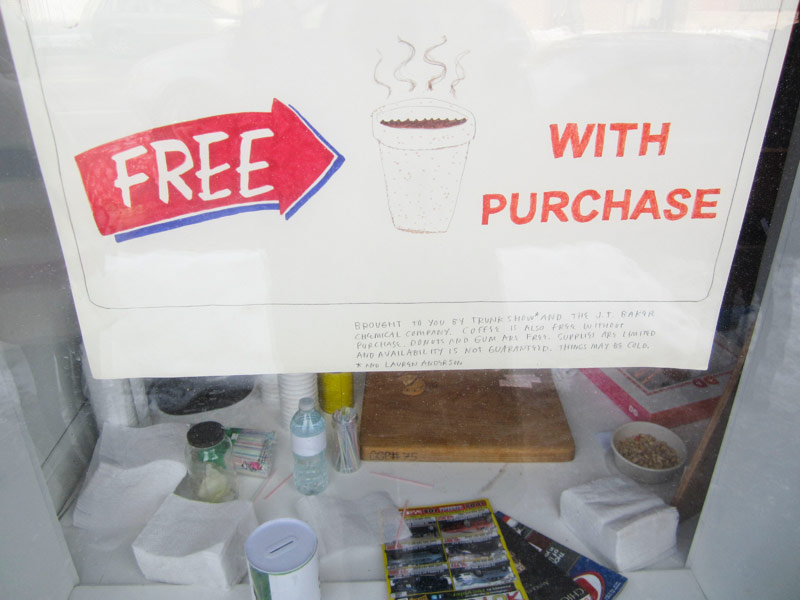 FREE
WITH
PURCHASE
BROUGHT TO YOU BY TRUNK SHOW* AND THE J.T. BAKER
CHEMICAL COMPANY. COFFEE IS ALSO FREE WITHOUT
PURCHASE. DONUTS AND GUM ARE FREE. SUPPLIES ARE LIMITED
AND AVAILABILITY IS NOT GUARANTEED. THINGS MAY BE COLD.
* AND LAUREN ANDERSON